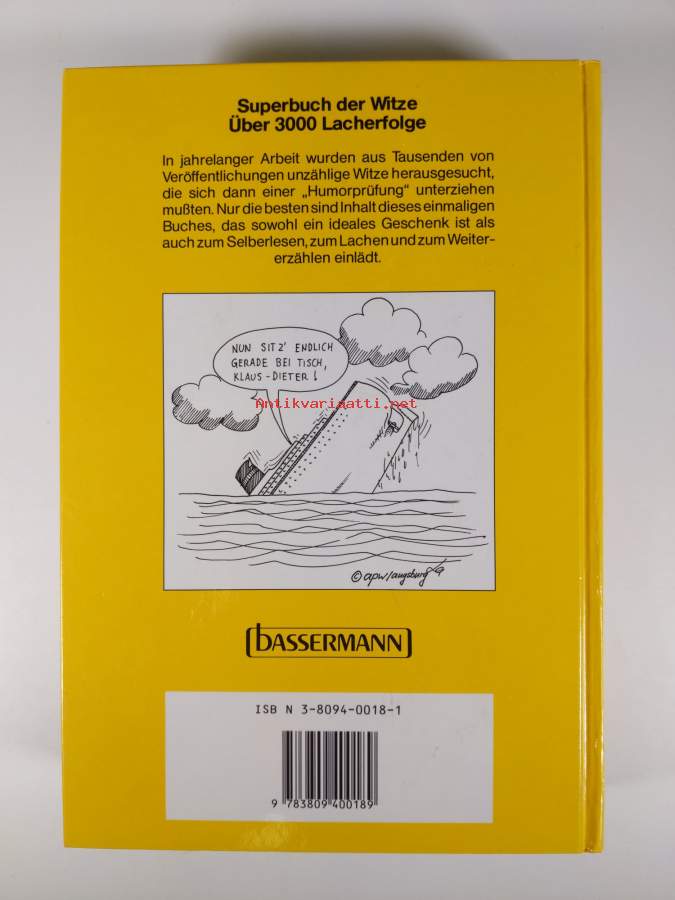 Superbuch der Witze
Über 3000 Lacherfolge
In jahrelanger Arbeit wurden aus Tausenden von
Veröffentlichungen unzählige Witze herausgesucht,
die sich dann einer „Humorprüfung" unterziehen
mußten. Nur die besten sind Inhalt dieses einmaligen
Buches, das sowohl ein ideales Geschenk ist als
auch zum Selberlesen, zum Lachen und zum Weiter-
erzählen einlädt.
NUN SITZ' ENDLICH
GERADE BEI TISCH,
KLAUS-DIETER!
Antikvariaatti.net
© apw/augsburg
bassermann
ISBN 3-8094-0018-1
9 783809 400189